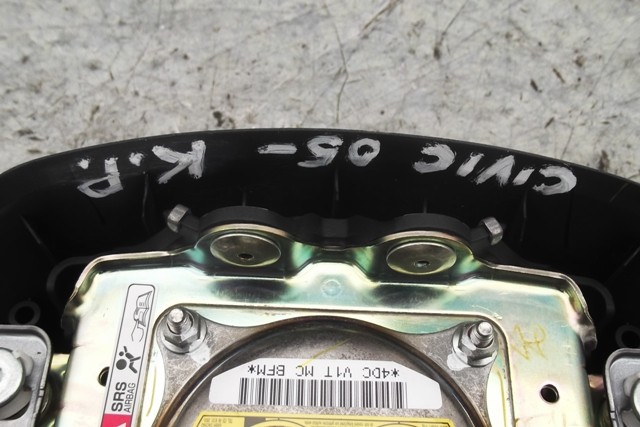 CIVIC 05- K.P.
*4DC V1T MC BFM*
SRS
AIRBAG